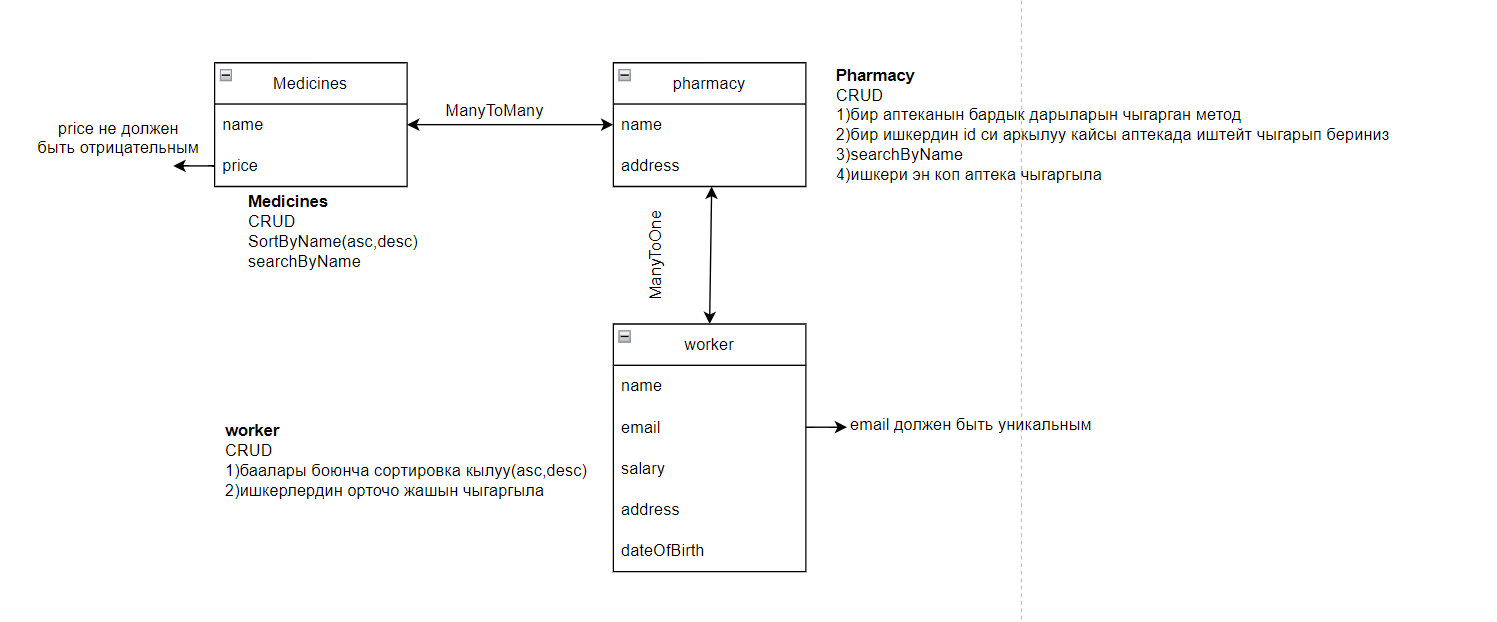 Medicines
name
price
price не должен
быть отрицательным
Medicines
CRUD
SortByName(asc,desc)
searchByName
ManyToMany
pharmacy
name
address
Pharmacy
CRUD
1)бир аптеканын бардык дарыларын чыгарган метод
2)бир ишкердин id си аркылуу кайсы аптекада иштейт чыгарып бериниз
3)searchByName
4)ишкери эн коп аптека чыгаргыла
ManyToOne
worker
name
email
salary
address
dateOfBirth
email должен быть уникальным
worker
CRUD
1)баалары боюнча сортировка кылуу(asc,desc)
2)ишкерлердин орточо жашын чыгаргыла